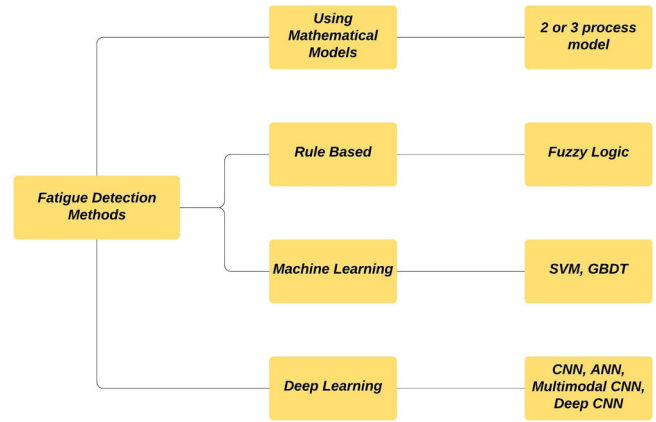 Using
Mathematical
Models
2 or 3 process
model
Rule Based
Fuzzy Logic
Fatigue Detection
Methods
Machine Learning
SVM, GBDT
Deep Learning
CNN, ANN,
Multimodal CNN,
Deep CNN